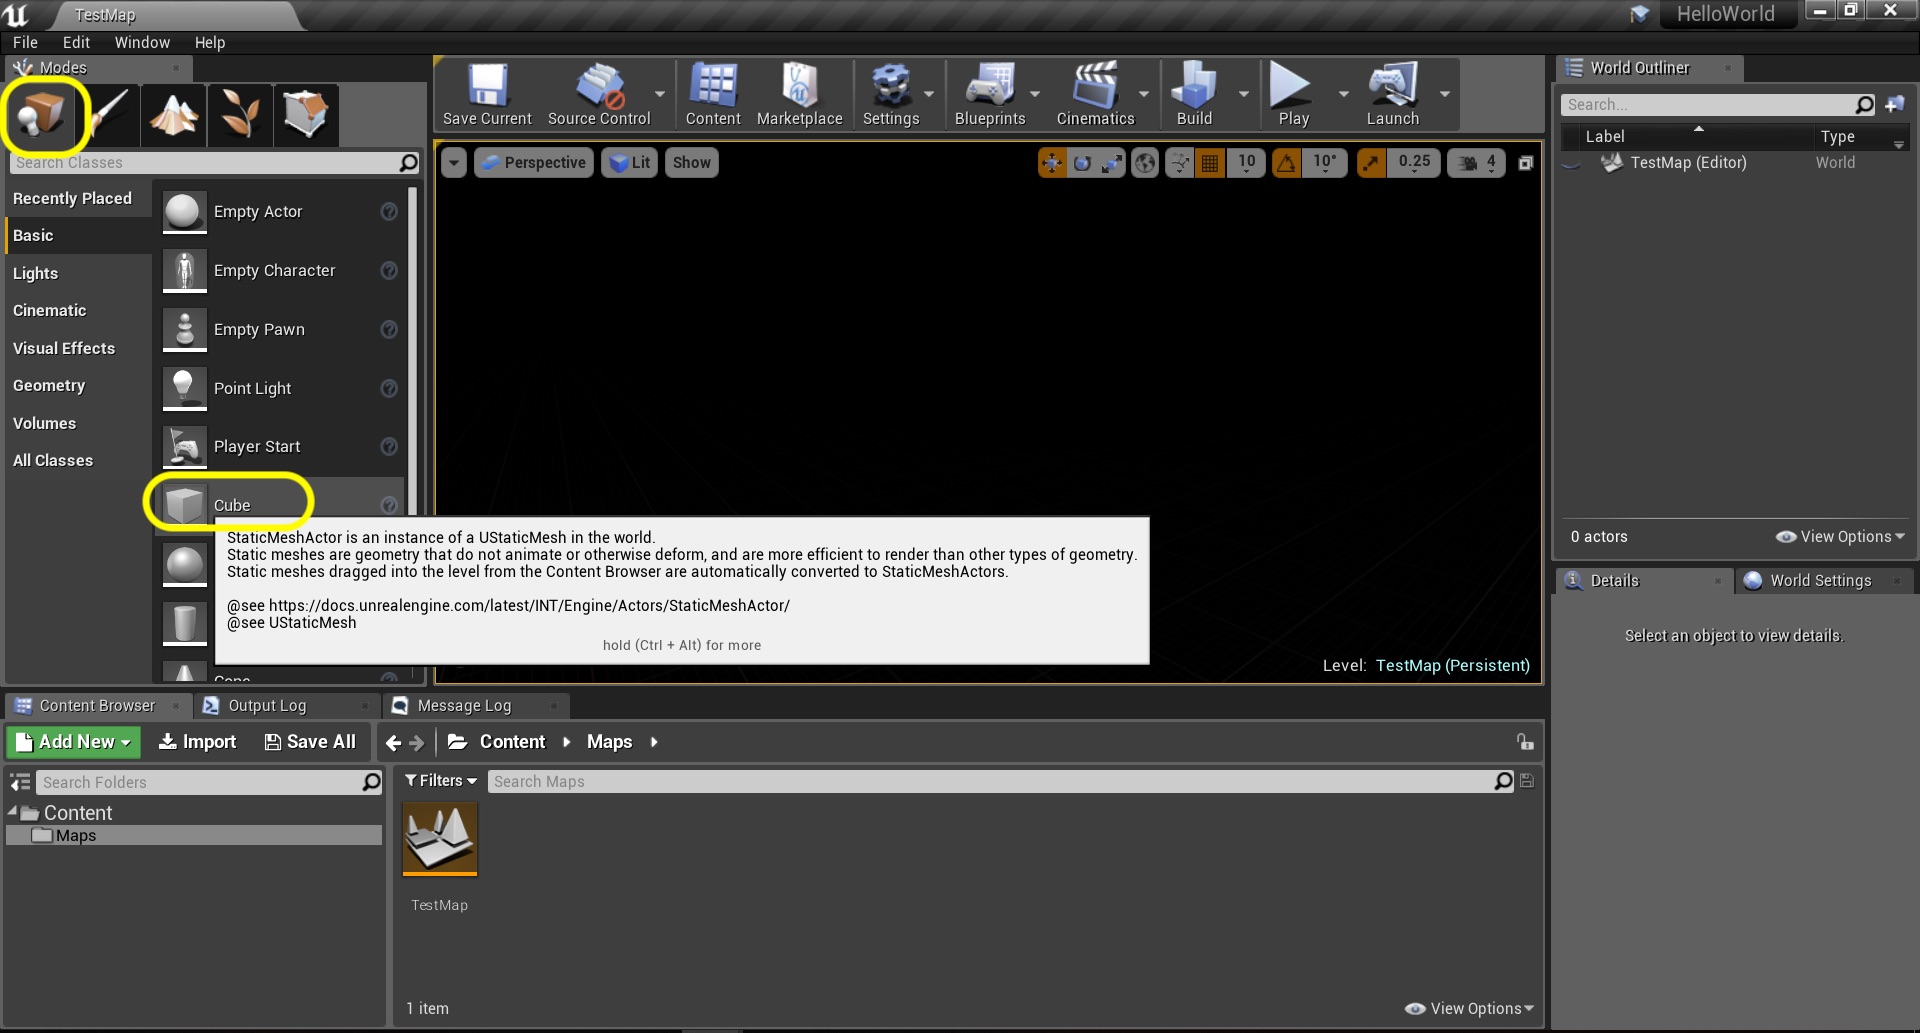 TestMap
HelloWorld
File Edit Window Help
Modes
Search Classes
Recently Placed
Basic
Lights
Cinematic
Visual Effects
Geometry
Volumes
All Classes
Empty Actor
Empty Character
Empty Pawn
Point Light
Player Start
Cube
Cone
StaticMeshActor is an instance of a UStaticMesh in the world.
Static meshes are geometry that do not animate or otherwise deform, and are more efficient to render than other types of geometry.
Static meshes dragged into the level from the Content Browser are automatically converted to StaticMeshActors.
@see https://docs.unrealengine.com/latest/INT/Engine/Actors/StaticMeshActor/
@see UStaticMesh
hold (Ctrl + Alt) for more
Save Current Source Control Content Marketplace Settings Blueprints Cinematics Build Play Launch
Perspective Lit Show 10 10° 0.25 4
Level: TestMap (Persistent)
World Outliner
Search...
Label Type
TestMap (Editor) World
0 actors View Options
Details World Settings
Select an object to view details.
Content Browser Output Log Message Log
Add New Import Save All Content Maps
Search Folders
Content
Maps
Filters Search Maps
TestMap
1 item View Options